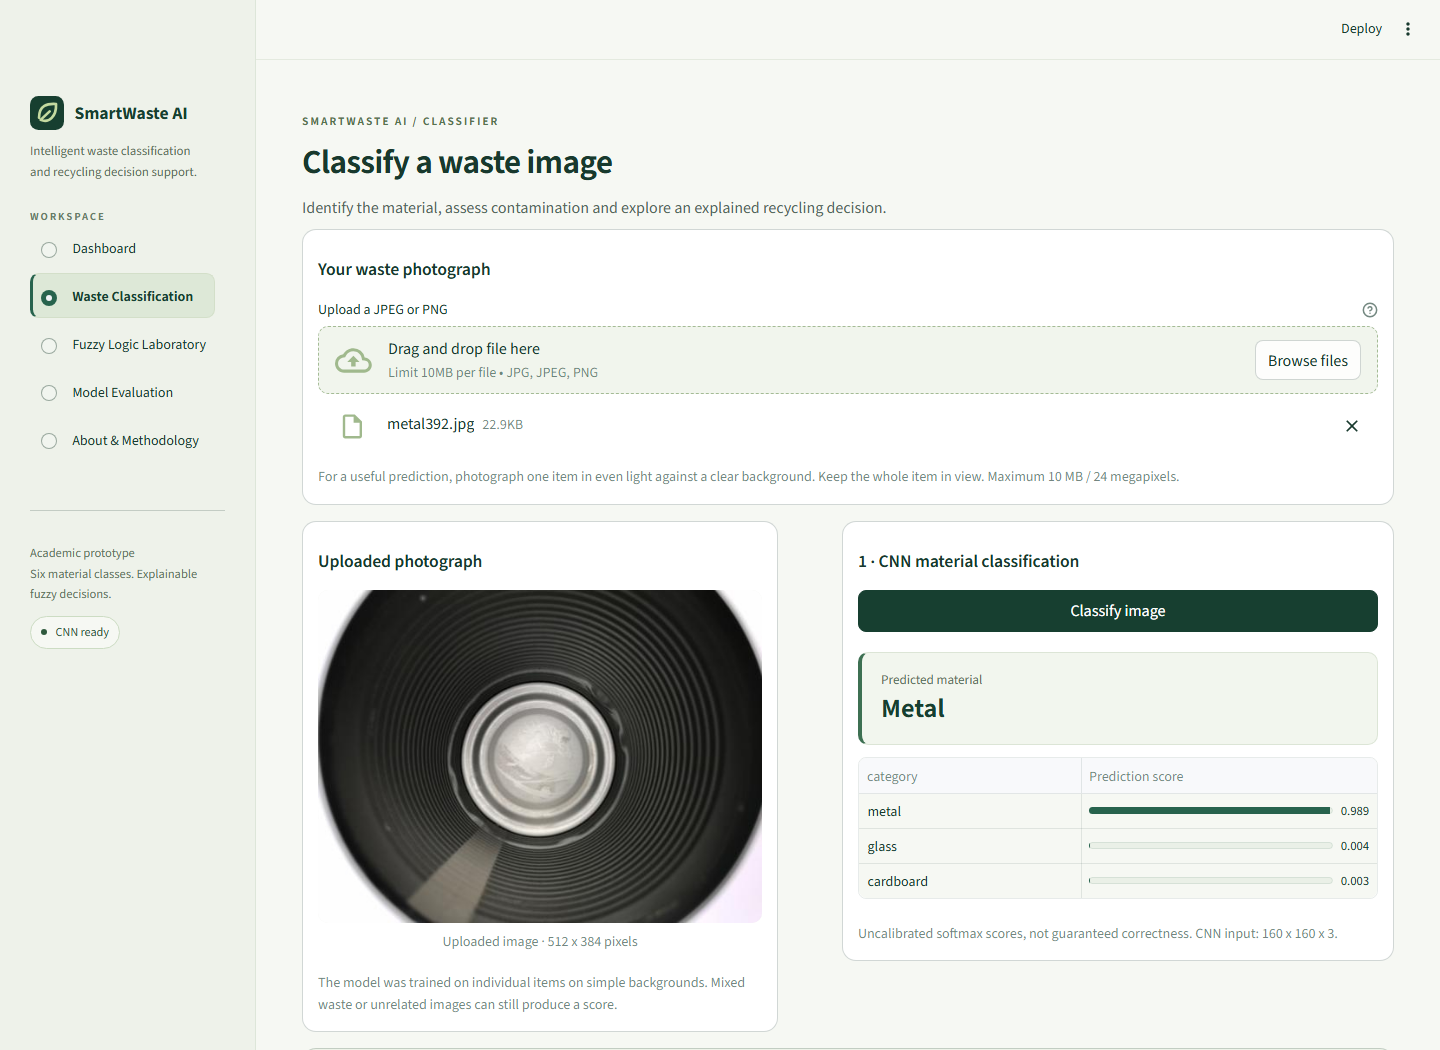 Deploy
SmartWaste AI
Intelligent waste classification
and recycling decision support.
WORKSPACE
Dashboard
Waste Classification
Fuzzy Logic Laboratory
Model Evaluation
About & Methodology
Academic prototype
Six material classes. Explainable
fuzzy decisions.
CNN ready
SMARTWASTE AI / CLASSIFIER
Classify a waste image
Identify the material, assess contamination and explore an explained recycling decision.
Your waste photograph
Upload a JPEG or PNG
Drag and drop file here
Limit 10MB per file • JPG, JPEG, PNG
Browse files
metal392.jpg 22.9KB
For a useful prediction, photograph one item in even light against a clear background. Keep the whole item in view. Maximum 10 MB / 24 megapixels.
Uploaded photograph
Uploaded image · 512 x 384 pixels
The model was trained on individual items on simple backgrounds. Mixed
waste or unrelated images can still produce a score.
1 · CNN material classification
Classify image
Predicted material
Metal
category Prediction score
metal 0.989
glass 0.004
cardboard 0.003
Uncalibrated softmax scores, not guaranteed correctness. CNN input: 160 x 160 x 3.